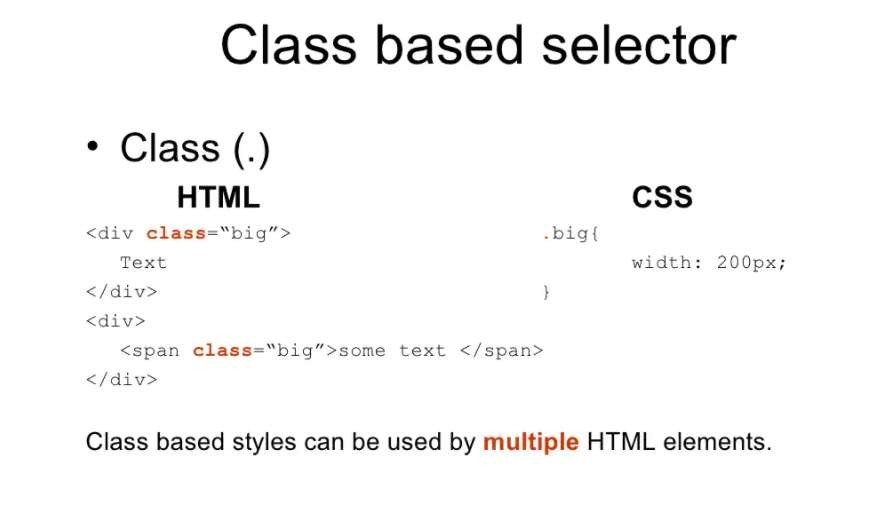 Class based selector
• Class (.)
HTML
CSS
<div class=“big”>
Text
</div>
<div>
<span class=“big”>some text </span>
</div>
.big{
width: 200px;
}
Class based styles can be used by multiple HTML elements.